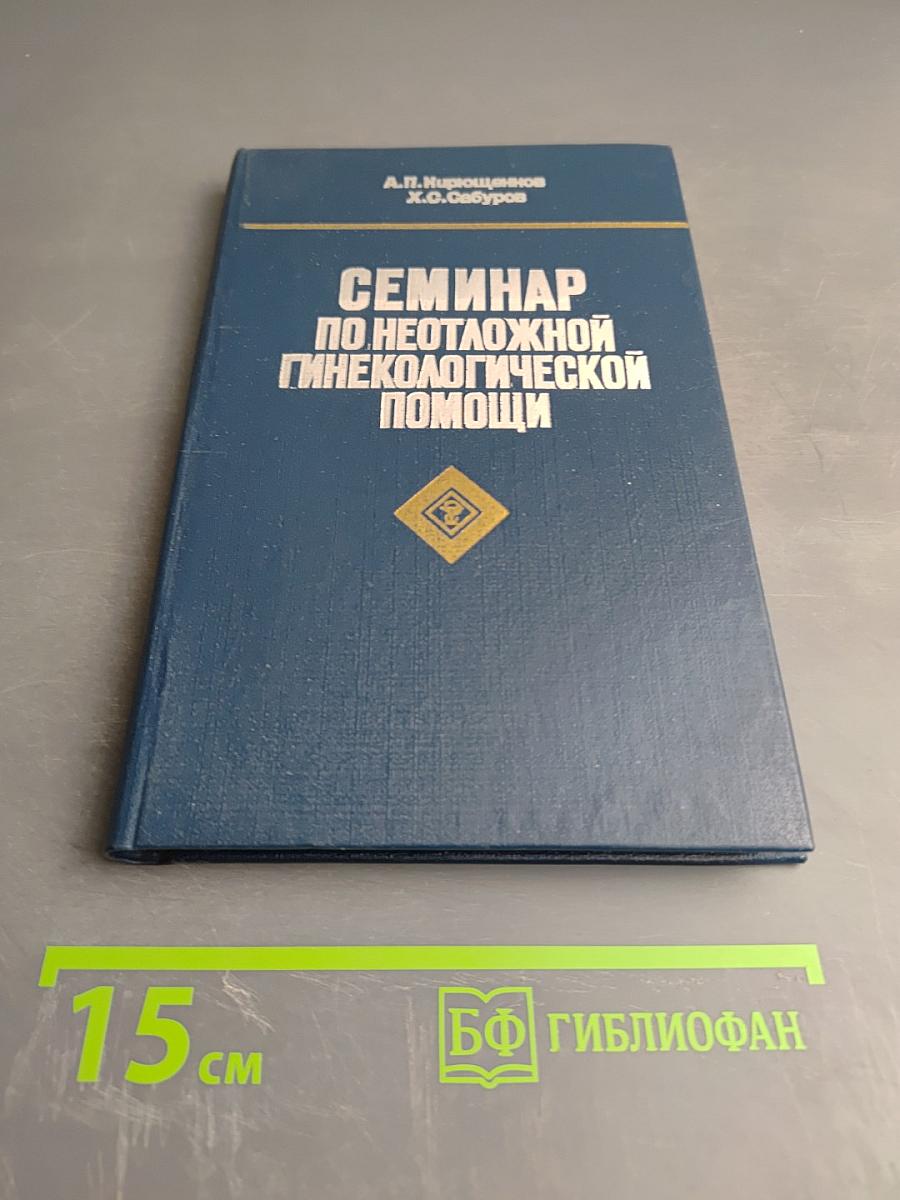 А.П.Кирющенков
Х.С.Сабуров
СЕМИНАР
ПО НЕОТЛОЖНОЙ
ГИНЕКОЛОГИЧЕСКОЙ
ПОМОЩИ
15 см
БФ ГИБЛИОФАН